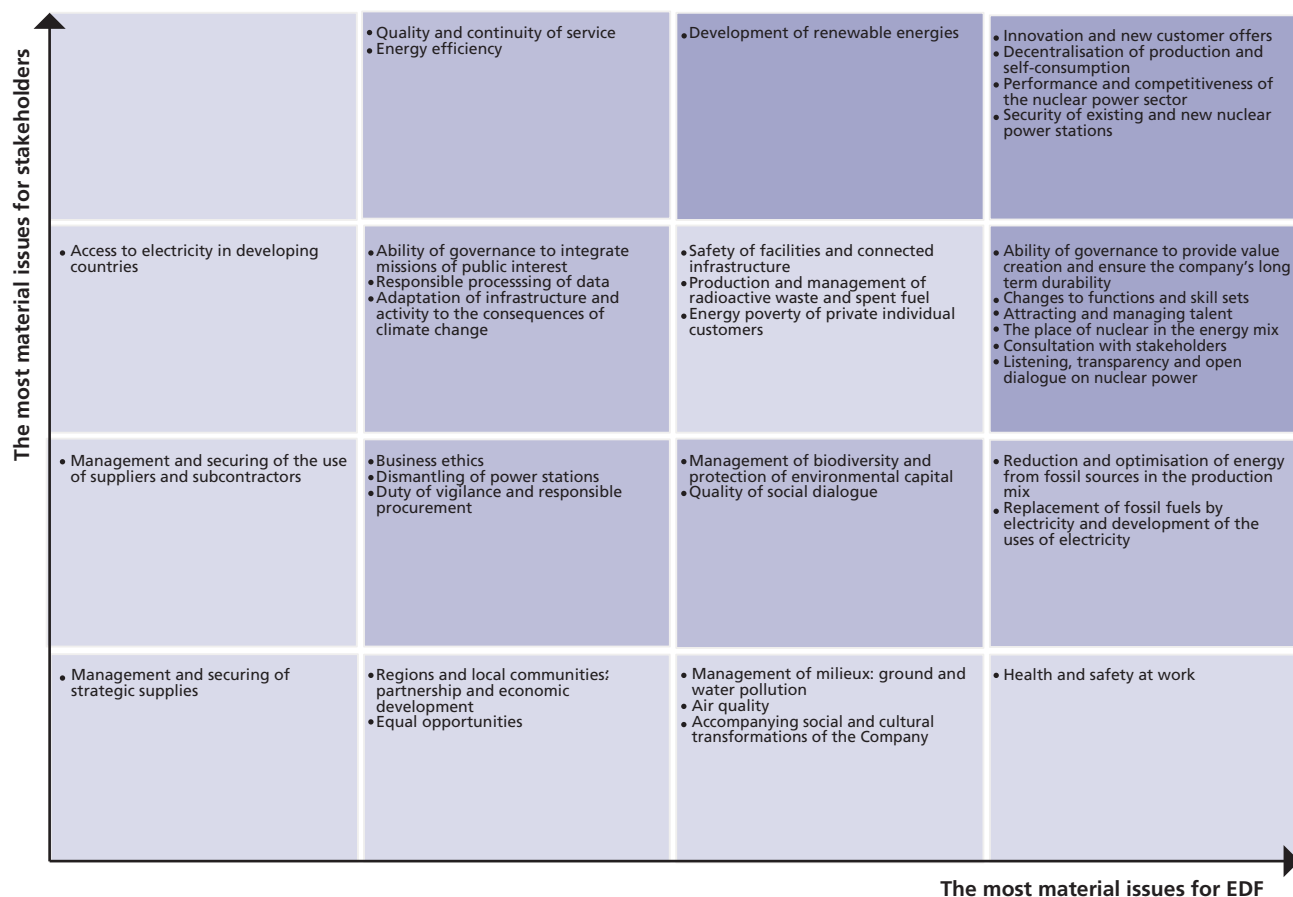 The most material issues for stakeholders
• Quality and continuity of service
• Energy efficiency
• Development of renewable energies
• Innovation and new customer offers
• Decentralisation of production and
self-consumption
• Performance and competitiveness of
the nuclear power sector
• Security of existing and new nuclear
power stations
• Access to electricity in developing
countries
• Ability of governance to integrate
missions of public interest
• Responsible processsing of data
• Adaptation of infrastructure and
activity to the consequences of
climate change
• Safety of facilities and connected
infrastructure
• Production and management of
radioactive waste and spent fuel
• Energy poverty of private individual
customers
• Ability of governance to provide value
creation and ensure the company’s long
term durability
• Changes to functions and skill sets
• Attracting and managing talent
• The place of nuclear in the energy mix
• Consultation with stakeholders
• Listening, transparency and open
dialogue on nuclear power
• Management and securing of the use
of suppliers and subcontractors
• Business ethics
• Dismantling of power stations
• Duty of vigilance and responsible
procurement
• Management of biodiversity and
protection of environmental capital
• Quality of social dialogue
• Reduction and optimisation of energy
from fossil sources in the production
mix
• Replacement of fossil fuels by
electricity and development of the
uses of electricity
• Management and securing of
strategic supplies
• Regions and local communities:
partnership and economic
development
• Equal opportunities
• Management of milieux: ground and
water pollution
• Air quality
• Accompanying social and cultural
transformations of the Company
• Health and safety at work
The most material issues for EDF